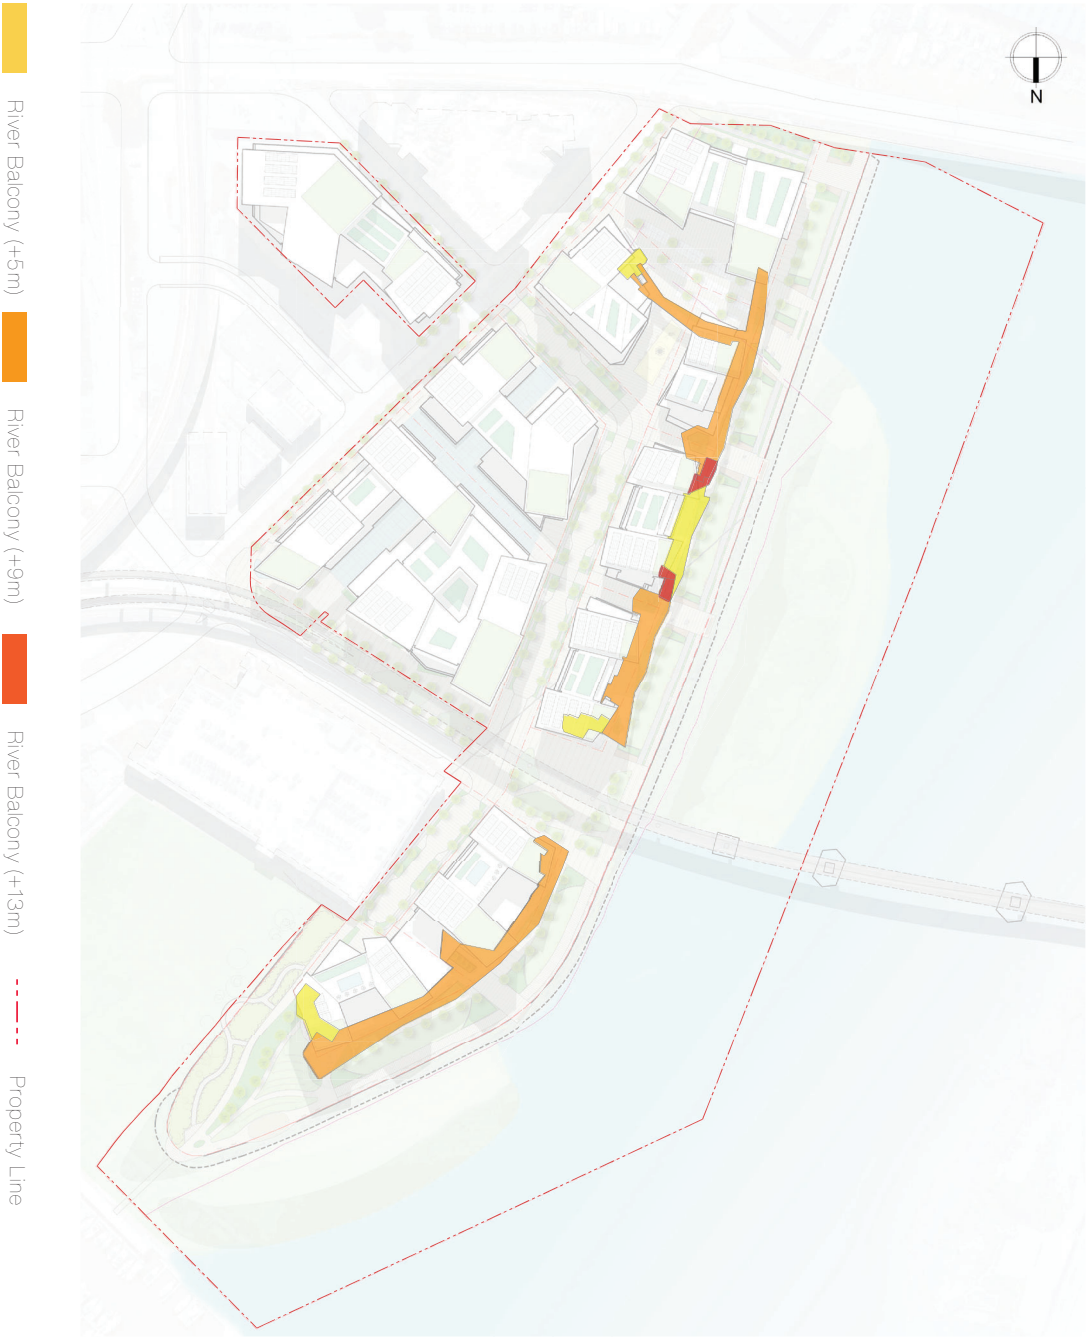 River Balcony (+5m)
River Balcony (+9m)
River Balcony (+13m)
Property Line
N